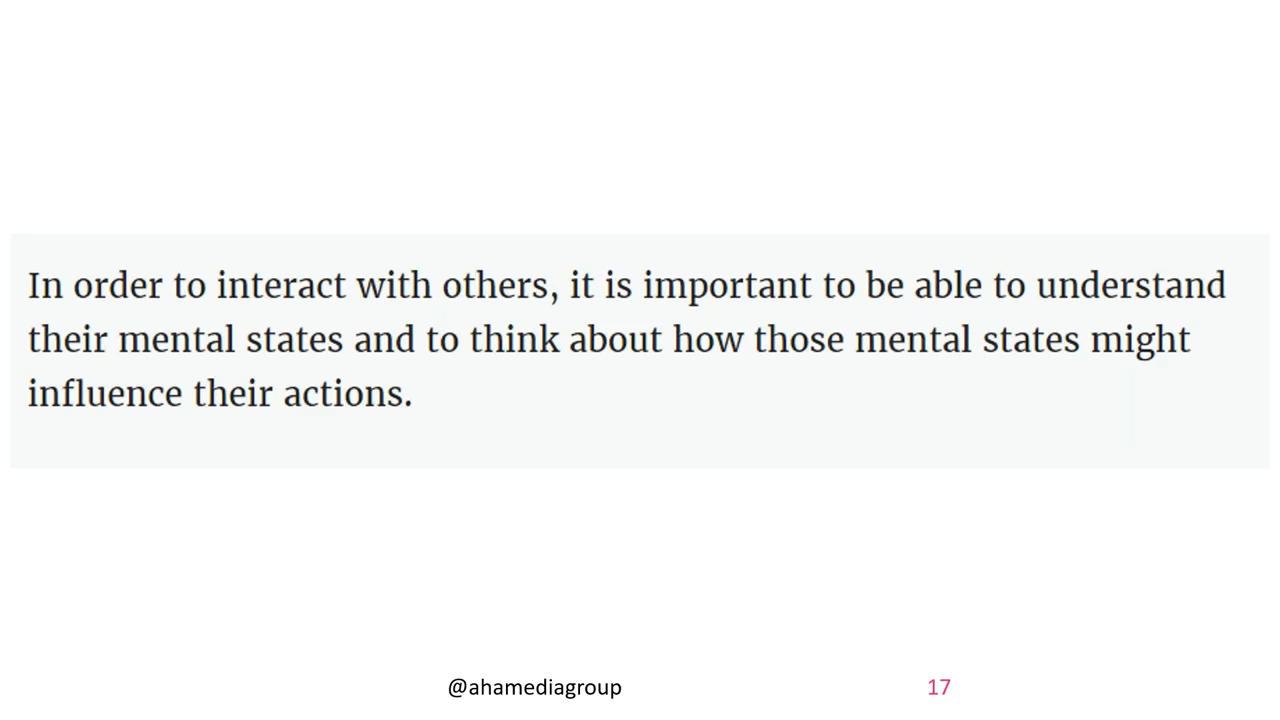 In order to interact with others, it is important to be able to understand
their mental states and to think about how those mental states might
influence their actions.
@ahamediagroup
17